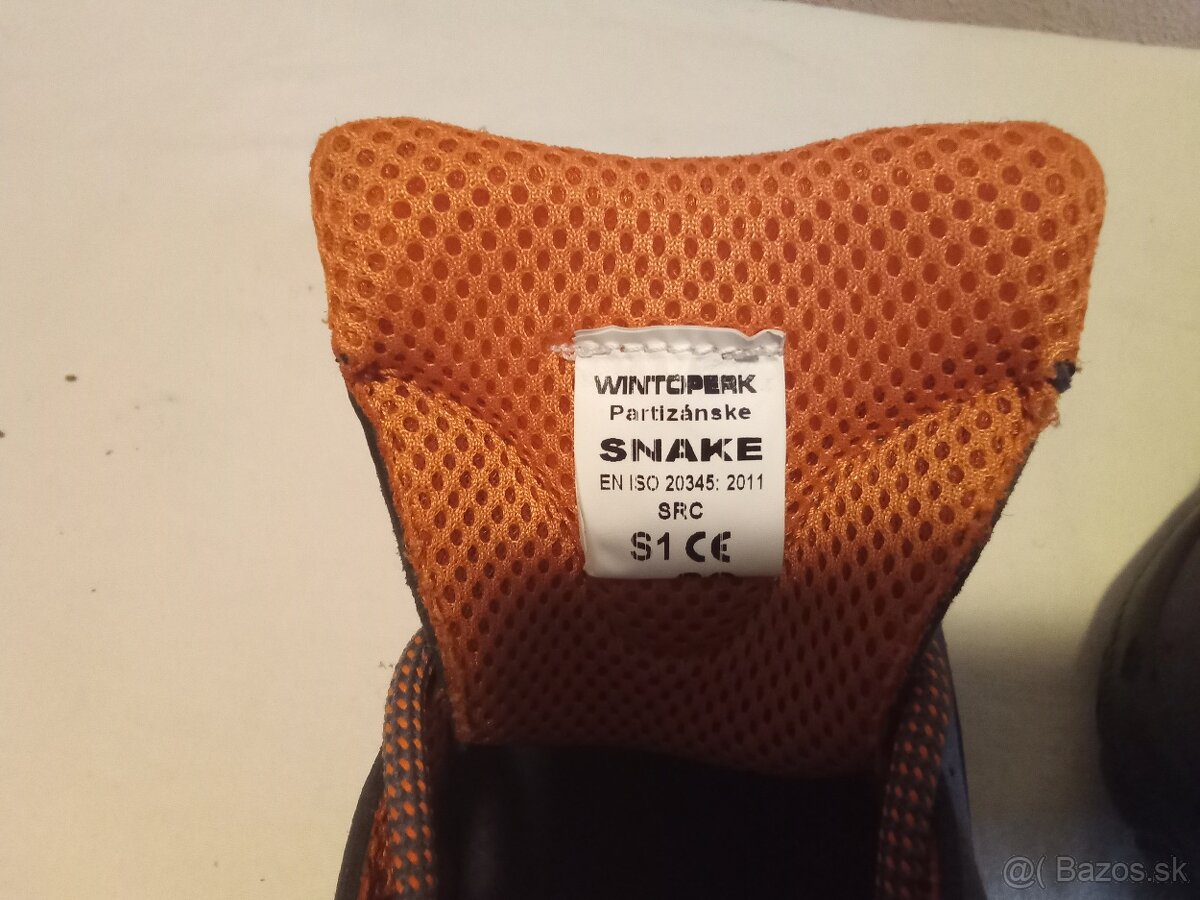 WINTOPERK
Partizánske
SNAKE
EN ISO 20345: 2011
SRC
S1 CE
@( Bazos.sk